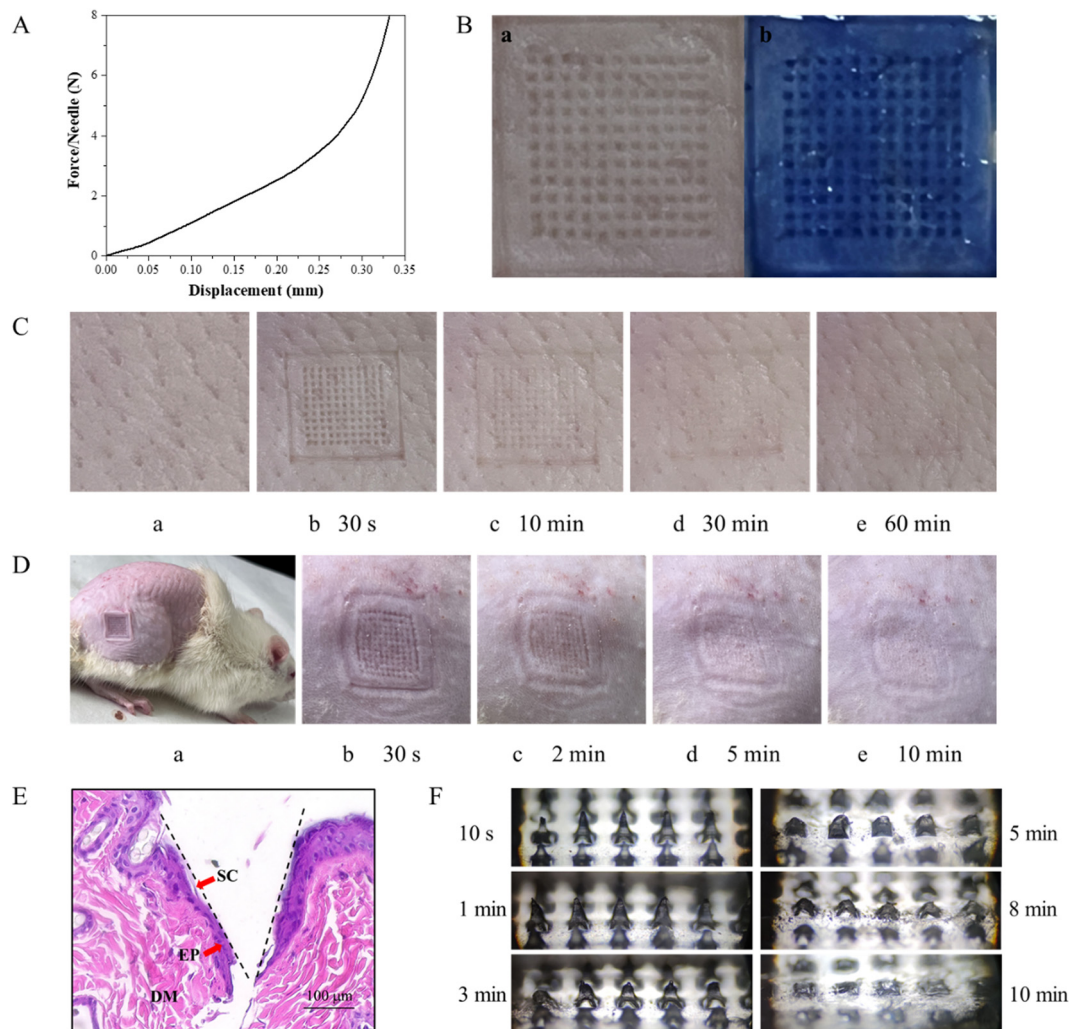 A
8
6
4
2
0
Force/Needle (N)
0.00 0.05 0.10 0.15 0.20 0.25 0.30 0.35
Displacement (mm)
B
a
b
C
a
b 30 s
c 10 min
d 30 min
e 60 min
D
a
b 30 s
c 2 min
d 5 min
e 10 min
E
SC
EP
DM
100 μm
F
10 s
1 min
3 min
5 min
8 min
10 min